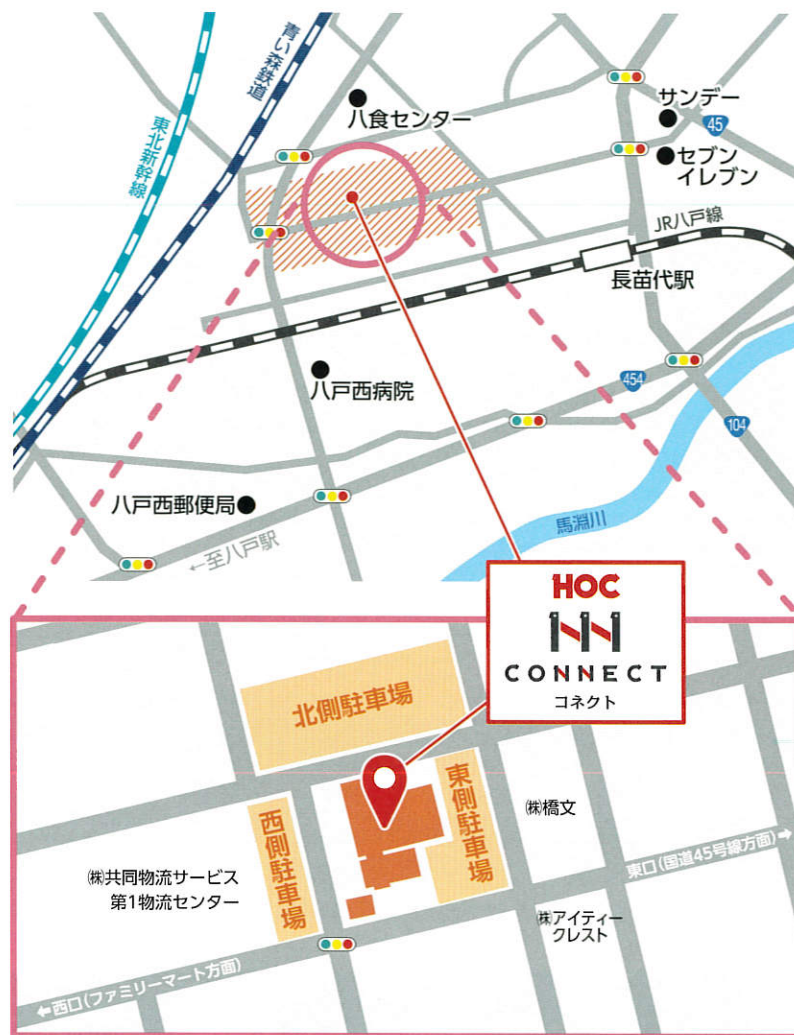 青い森鉄道
東北新幹線
八食センター
サンデー
45
セブン
イレブン
JR八戸線
長苗代駅
八戸西病院
454
104
八戸西郵便局
←至八戸駅
馬淵川
HOC
CONNECT
コネクト
北側駐車場
東側駐車場
西側駐車場
㈱橋文
㈱共同物流サービス
第1物流センター
東口(国道45号線方面)→
㈱アイティー
クレスト
←西口(ファミリーマート方面)